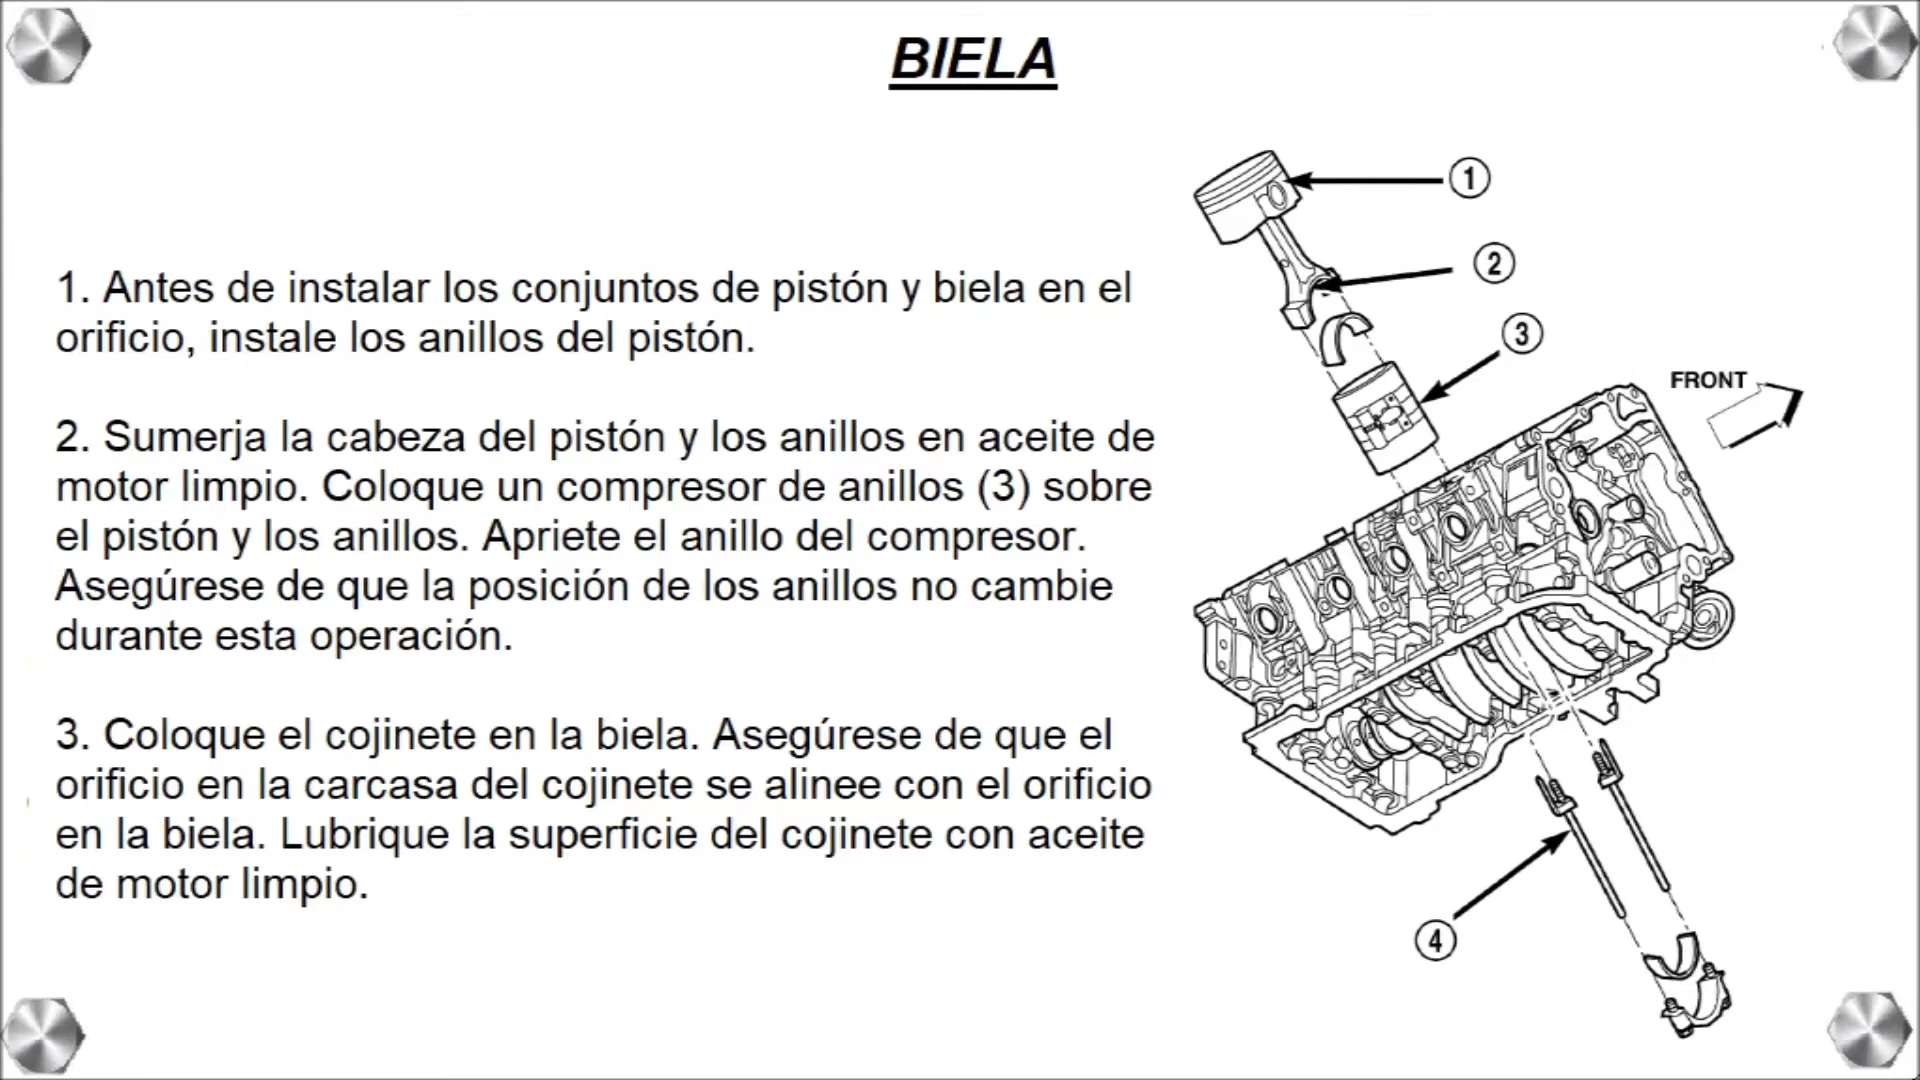 BIELA
1. Antes de instalar los conjuntos de pistón y biela en el
orificio, instale los anillos del pistón.
2. Sumerja la cabeza del pistón y los anillos en aceite de
motor limpio. Coloque un compresor de anillos (3) sobre
el pistón y los anillos. Apriete el anillo del compresor.
Asegúrese de que la posición de los anillos no cambie
durante esta operación.
3. Coloque el cojinete en la biela. Asegúrese de que el
orificio en la carcasa del cojinete se alinee con el orificio
en la biela. Lubrique la superficie del cojinete con aceite
de motor limpio.
1
2
3
FRONT
4